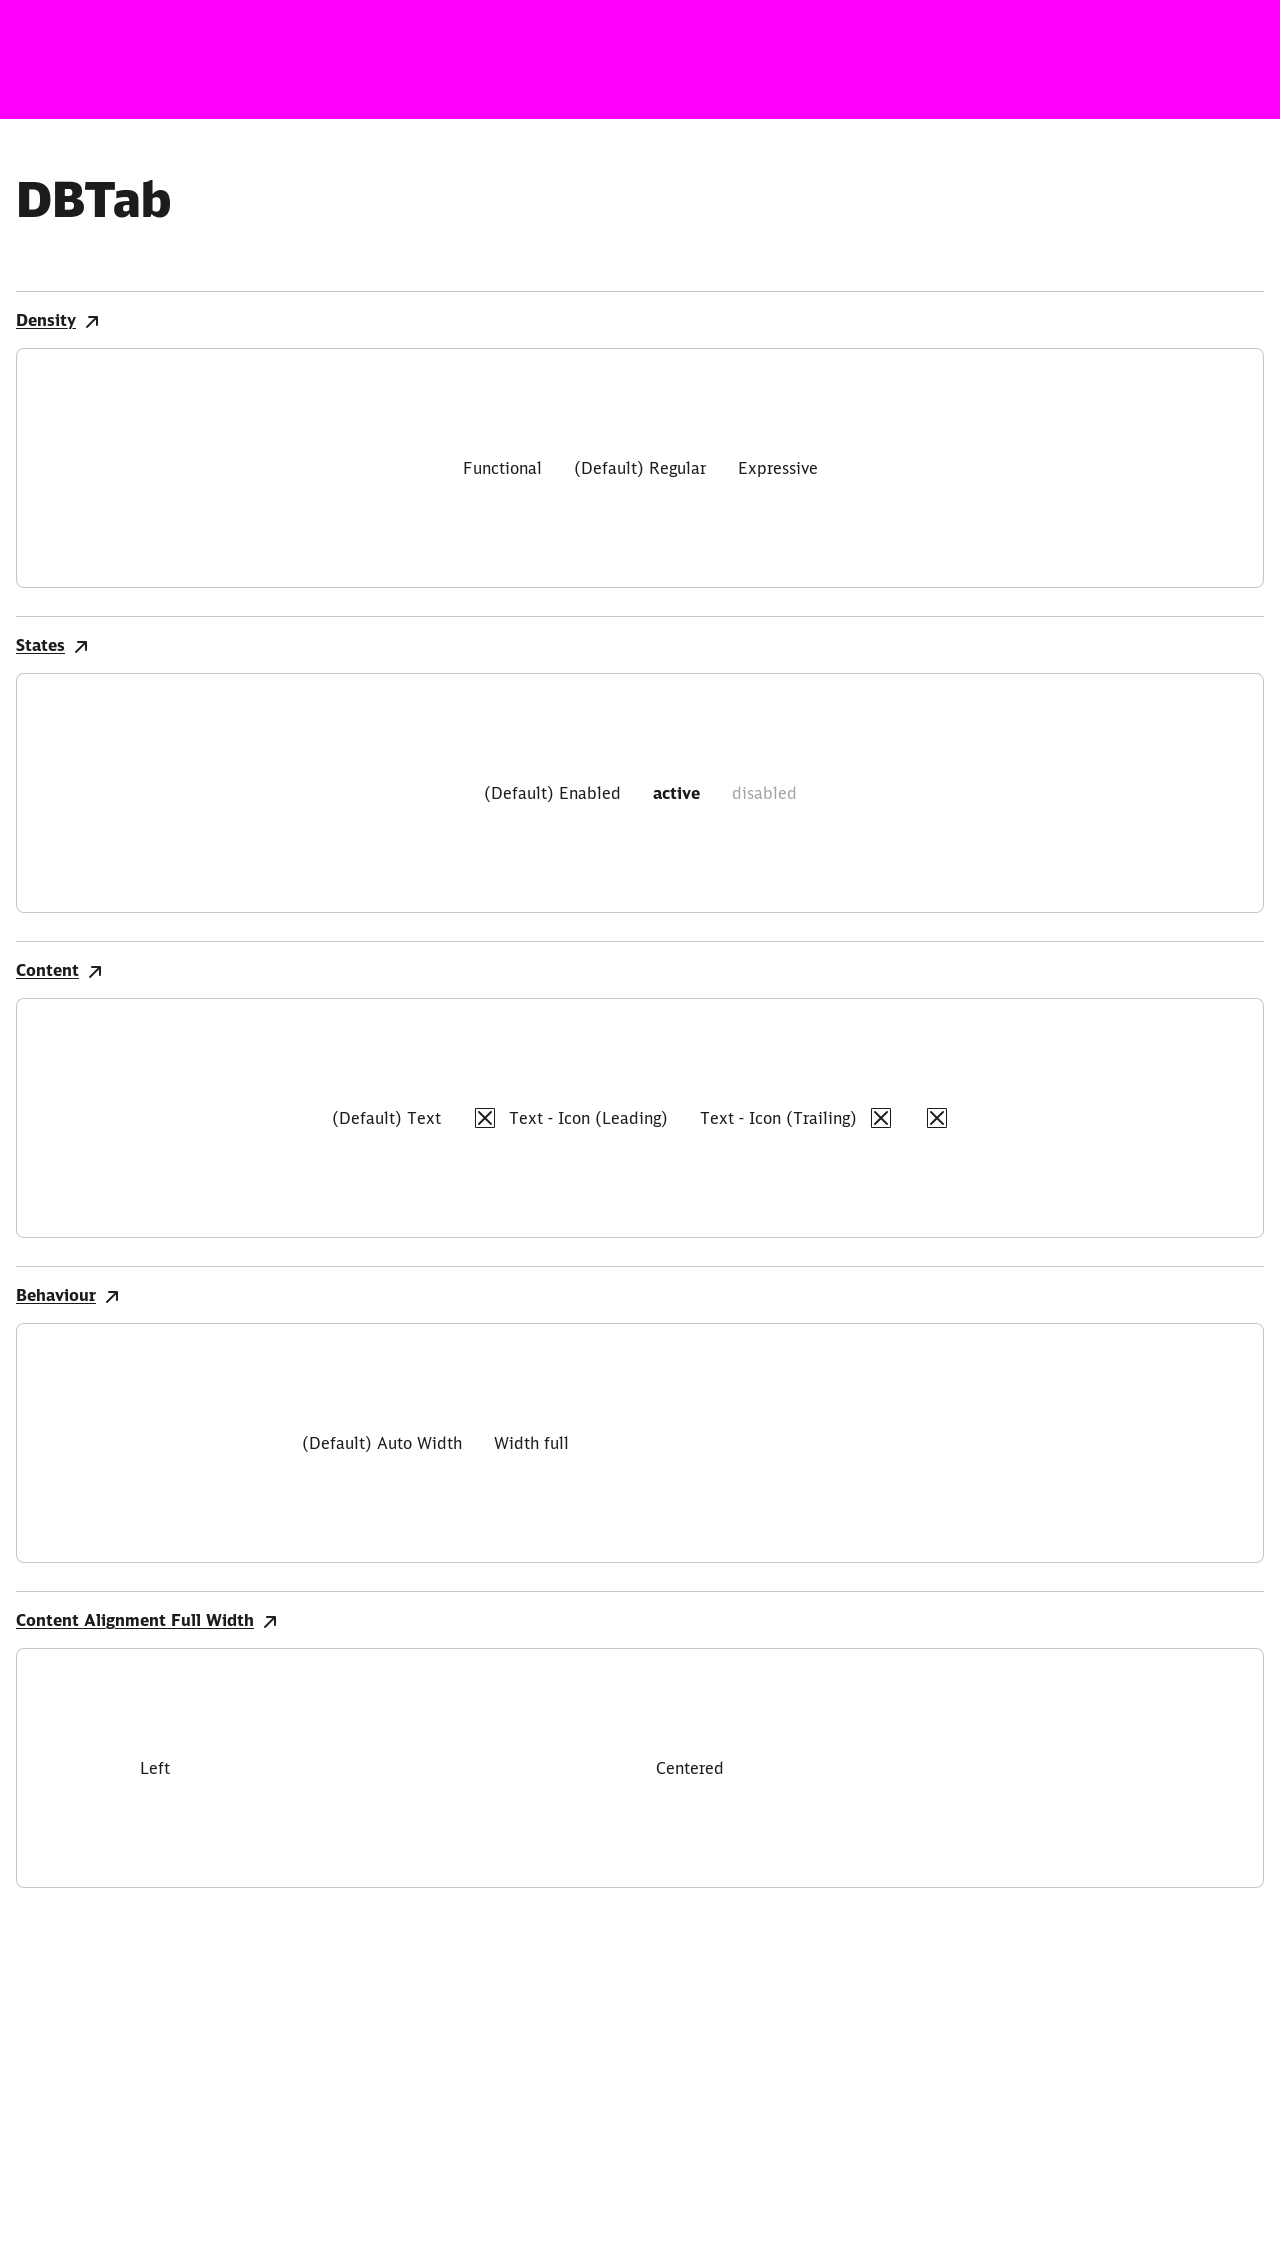 DBTab
Density
Functional (Default) Regular Expressive
States
(Default) Enabled active disabled
Content
(Default) Text Text - Icon (Leading) Text - Icon (Trailing)
Behaviour
(Default) Auto Width Width full
Content Alignment Full Width
Left Centered